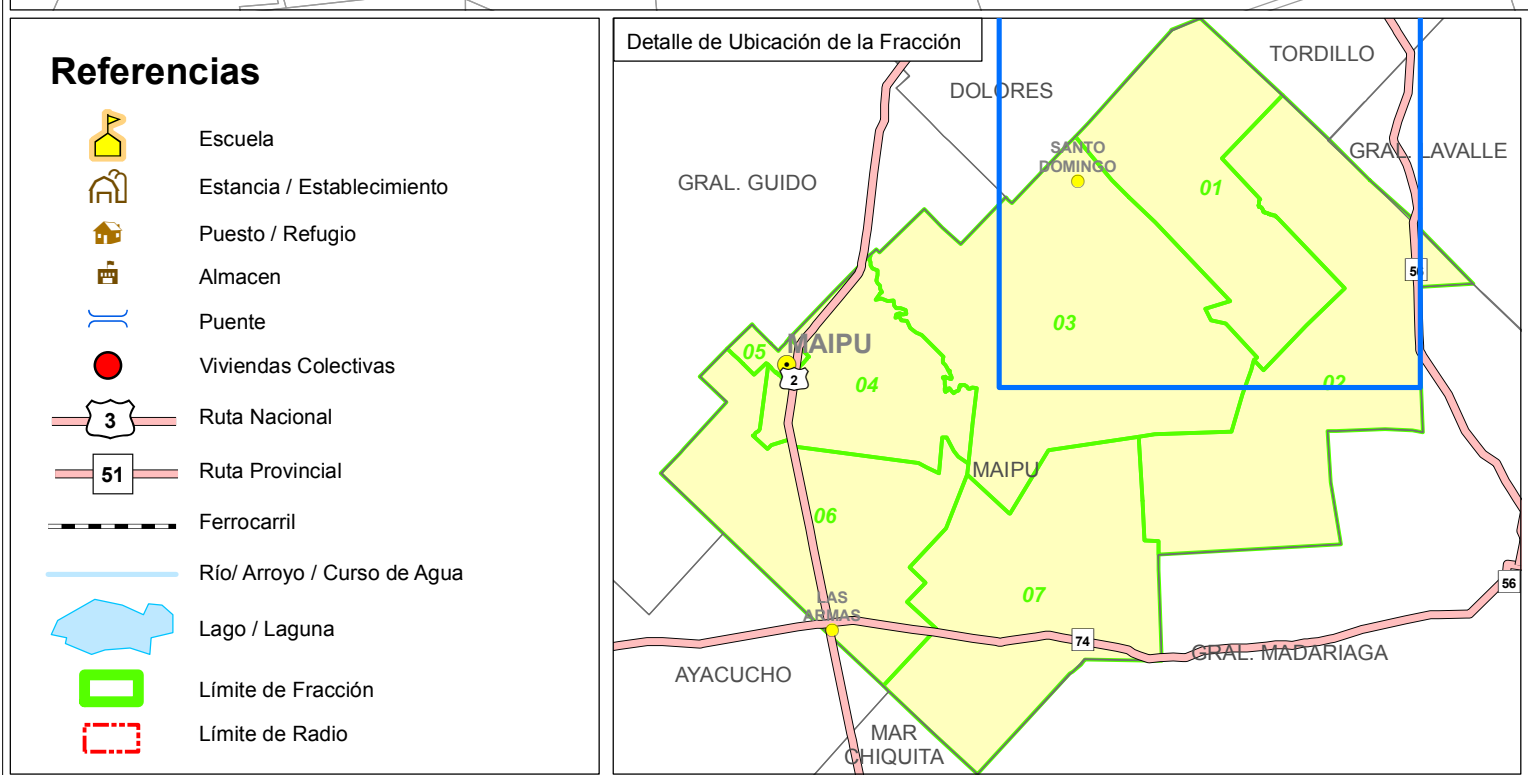 Referencias
Escuela
Estancia / Establecimiento
Puesto / Refugio
Almacen
Puente
Viviendas Colectivas
3
Ruta Nacional
51
Ruta Provincial
Ferrocarril
Río/ Arroyo / Curso de Agua
Lago / Laguna
Límite de Fracción
Límite de Radio
Detalle de Ubicación de la Fracción
TORDILLO
DOLORES
SANTO
DOMINGO
GRAL. LAVALLE
GRAL. GUIDO
01
56
03
MAIPU
05
2
04
02
MAIPU
06
07
LAS
ARMAS
56
74
GRAL. MADARIAGA
AYACUCHO
MAR
CHIQUITA